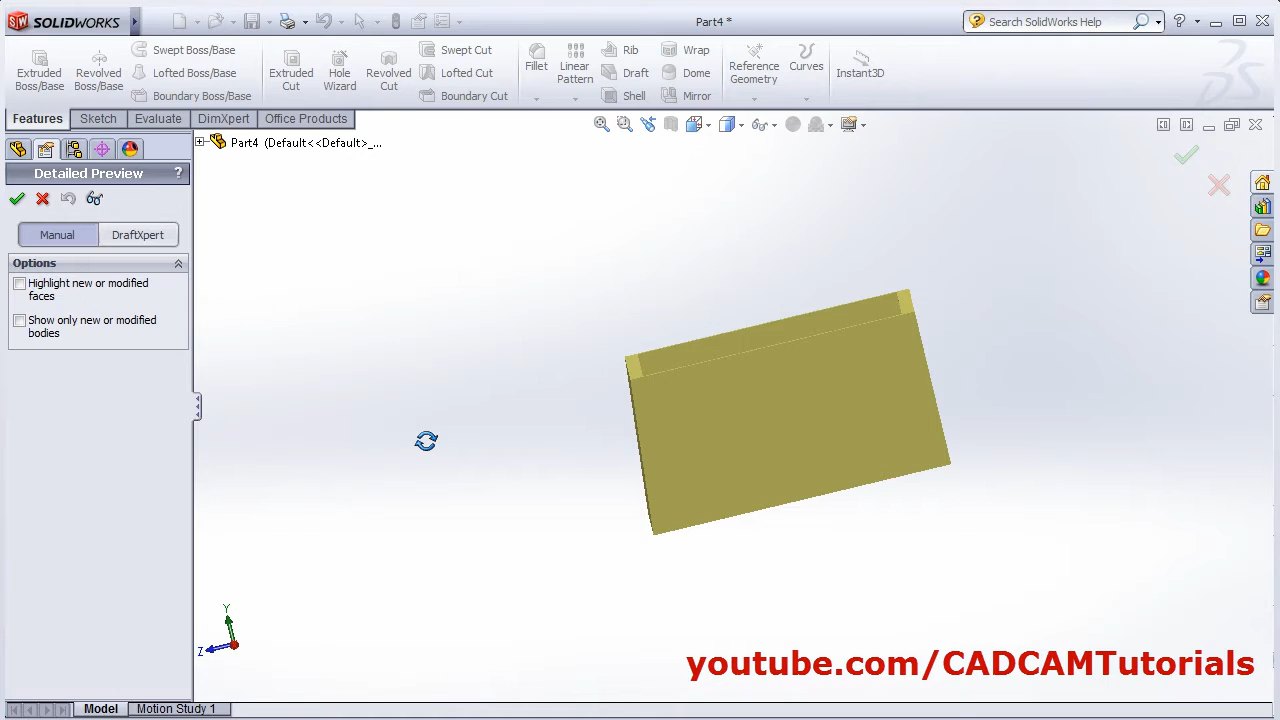 SOLIDWORKS
Part4 *
Search SolidWorks Help
Extruded Boss/Base
Revolved Boss/Base
Swept Boss/Base
Lofted Boss/Base
Boundary Boss/Base
Extruded Cut
Hole Wizard
Revolved Cut
Swept Cut
Lofted Cut
Boundary Cut
Fillet
Linear Pattern
Rib
Draft
Shell
Wrap
Dome
Mirror
Reference Geometry
Curves
Instant3D
Features
Sketch
Evaluate
DimXpert
Office Products
Part4 (Default<<Default>_...
Detailed Preview
?
Manual
DraftXpert
Options
Highlight new or modified
faces
Show only new or modified
bodies
Y
Z
youtube.com/CADCAMTutorials
Model
Motion Study 1